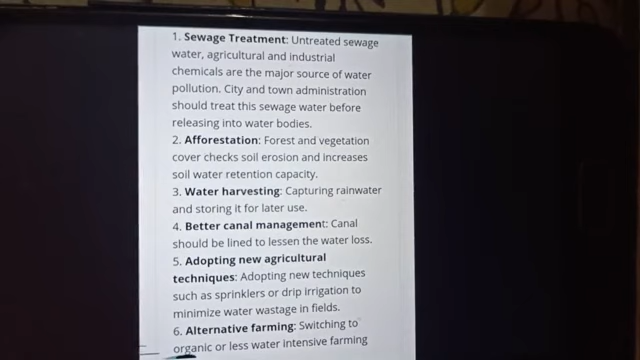 1. Sewage Treatment: Untreated sewage
water, agricultural and industrial
chemicals are the major source of water
pollution. City and town administration
should treat this sewage water before
releasing into water bodies.
2. Afforestation: Forest and vegetation
cover checks soil erosion and increases
soil water retention capacity.
3. Water harvesting: Capturing rainwater
and storing it for later use.
4. Better canal management: Canal
should be lined to lessen the water loss.
5. Adopting new agricultural
techniques: Adopting new techniques
such as sprinklers or drip irrigation to
minimize water wastage in fields.
6. Alternative farming: Switching to
organic or less water intensive farming